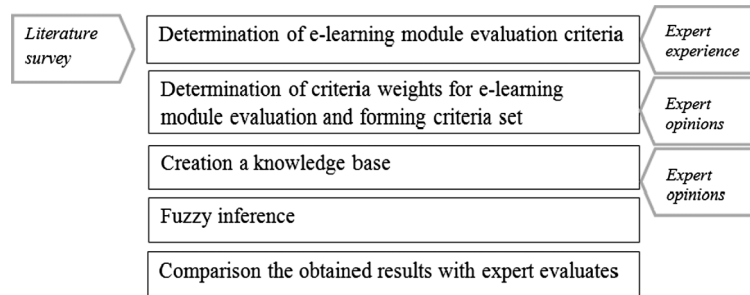 Literature
survey
Determination of e-learning module evaluation criteria
Expert
experience
Determination of criteria weights for e-learning
module evaluation and forming criteria set
Expert
opinions
Creation a knowledge base
Expert
opinions
Fuzzy inference
Comparison the obtained results with expert evaluates